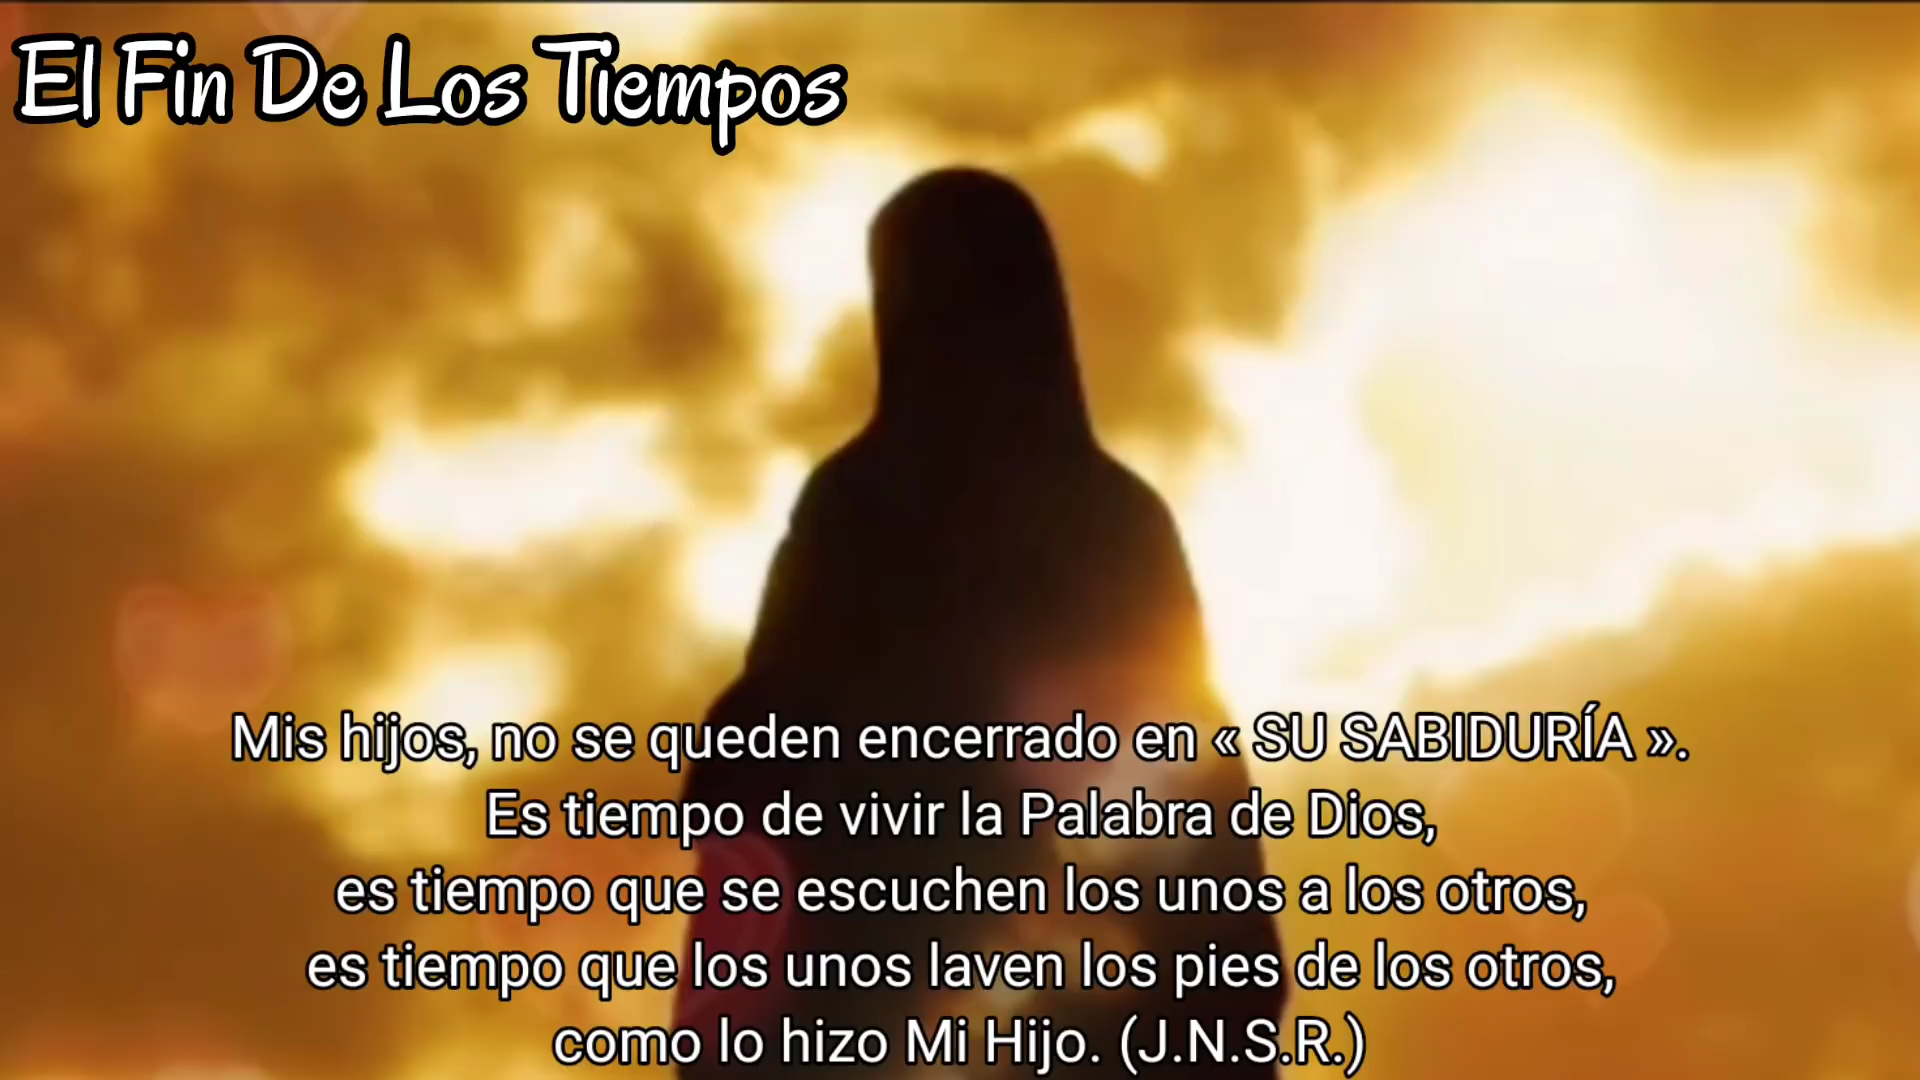 El Fin De Los Tiempos
Mis hijos, no se queden encerrado en « SU SABIDURÍA ».
Es tiempo de vivir la Palabra de Dios,
es tiempo que se escuchen los unos a los otros,
es tiempo que los unos laven los pies de los otros,
como lo hizo Mi Hijo. (J.N.S.R.)